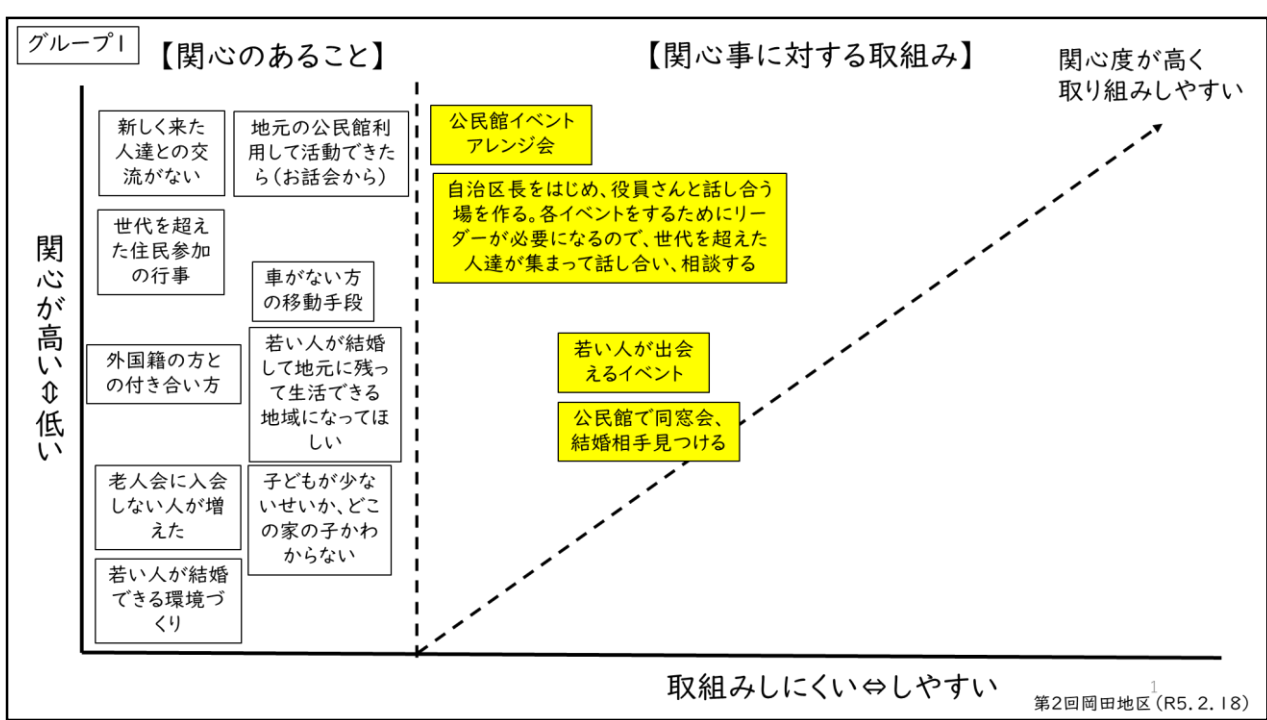 グループ1
【関心のあること】
【関心事に対する取組み】
関心度が高く
取り組みしやすい
関心が高い⇔低い
新しく来た
人達との交
流がない
地元の公民館利
用して活動できた
ら(お話会から)
世代を超え
た住民参加
の行事
車がない方
の移動手段
外国籍の方と
の付き合い方
若い人が結婚
して地元に残っ
て生活できる
地域になってほ
しい
老人会に入会
しない人が増
えた
子どもが少な
いせいか、どこ
の家の子かわ
からない
若い人が結婚
できる環境づ
くり
公民館イベント
アレンジ会
自治区長をはじめ、役員さんと話し合う
場を作る。各イベントをするためにリー
ダーが必要になるので、世代を超えた
人達が集まって話し合い、相談する
若い人が出会
えるイベント
公民館で同窓会、
結婚相手見つける
取組みしにくい⇔しやすい
1
第2回岡田地区(R5.2.18)